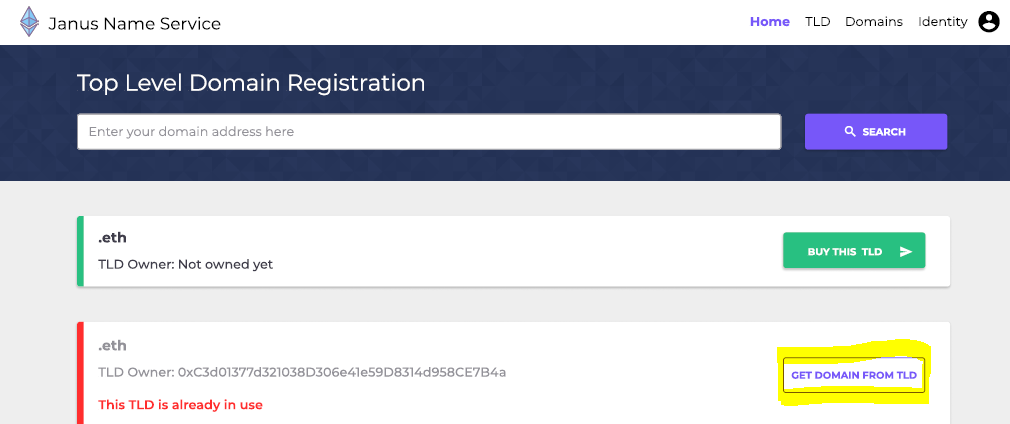 Janus Name Service
Home TLD Domains Identity
Top Level Domain Registration
Enter your domain address here
SEARCH
.eth
TLD Owner: Not owned yet
BUY THIS TLD
.eth
TLD Owner: 0xC3d01377d321038D306e41e59D8314d958CE7B4a
GET DOMAIN FROM TLD
This TLD is already in use